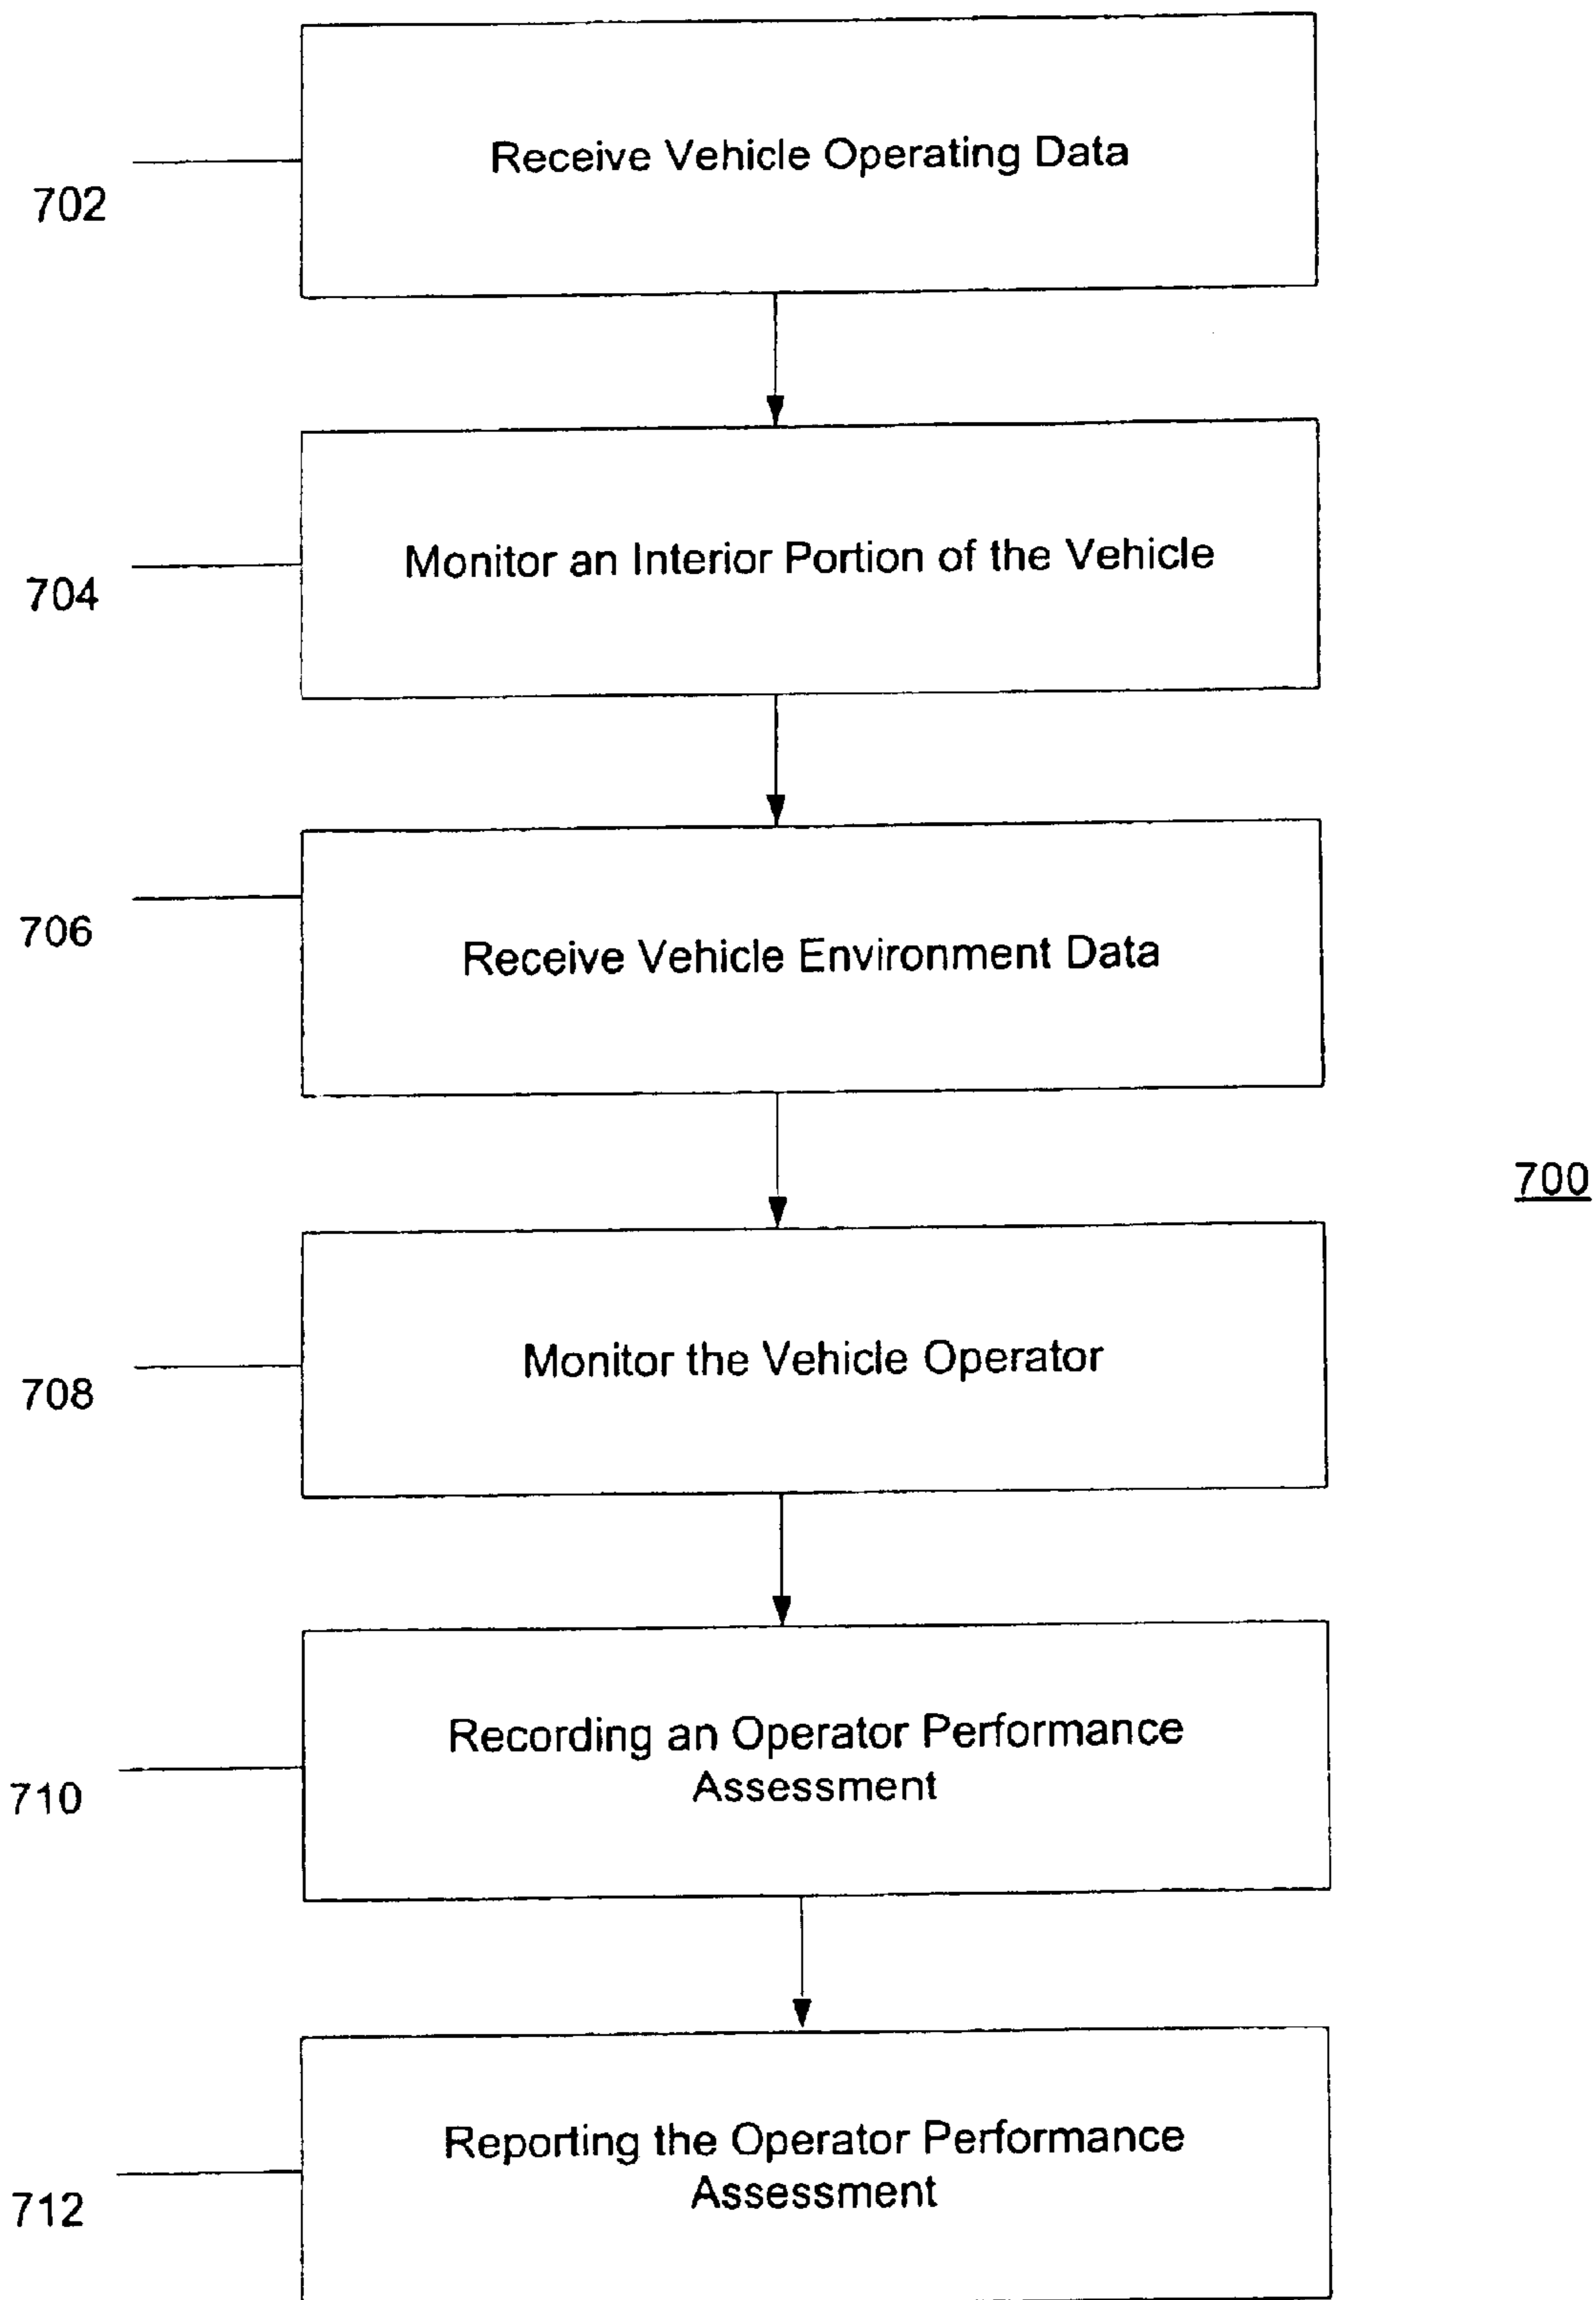 Receive Vehicle Operating Data
702
Monitor an Interior Portion of the Vehicle
704
706
Receive Vehicle Environment Data
700
Monitor the Vehicle Operator
708
Recording an Operator Performance
Assessment
710
Reporting the Operator Performance
Assessment
712